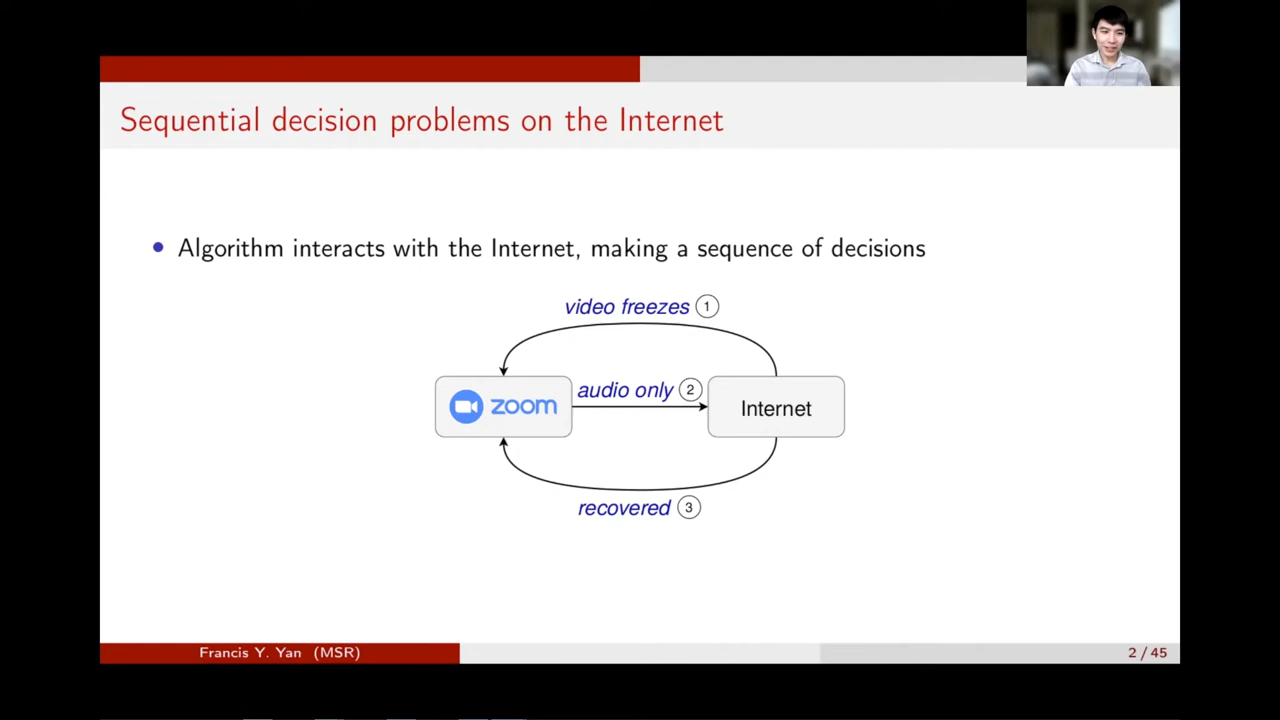 Sequential decision problems on the Internet
• Algorithm interacts with the Internet, making a sequence of decisions
video freezes 1
audio only 2
zoom
Internet
recovered 3
Francis Y. Yan (MSR)
2 / 45